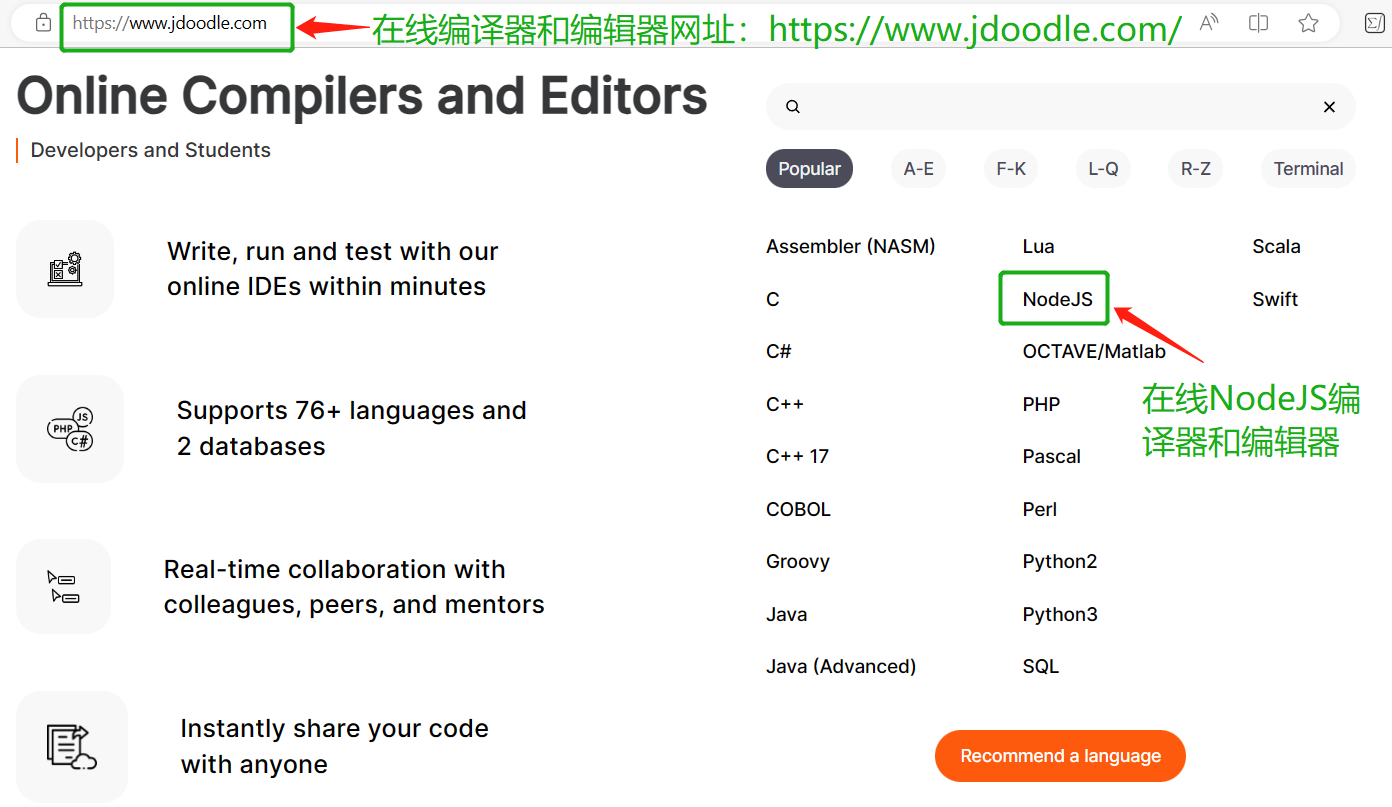 https://www.jdoodle.com
在线编译器和编辑器网址：https://www.jdoodle.com/
Online Compilers and Editors
Developers and Students
Write, run and test with our
online IDEs within minutes
Supports 76+ languages and
2 databases
JS
PHP
C#
Real-time collaboration with
colleagues, peers, and mentors
Instantly share your code
with anyone
Popular
A-E
F-K
L-Q
R-Z
Terminal
Assembler (NASM)
C
C#
C++
C++ 17
COBOL
Groovy
Java
Java (Advanced)
Lua
NodeJS
OCTAVE/Matlab
PHP
Pascal
Perl
Python2
Python3
SQL
Scala
Swift
在线NodeJS编
译器和编辑器
Recommend a language